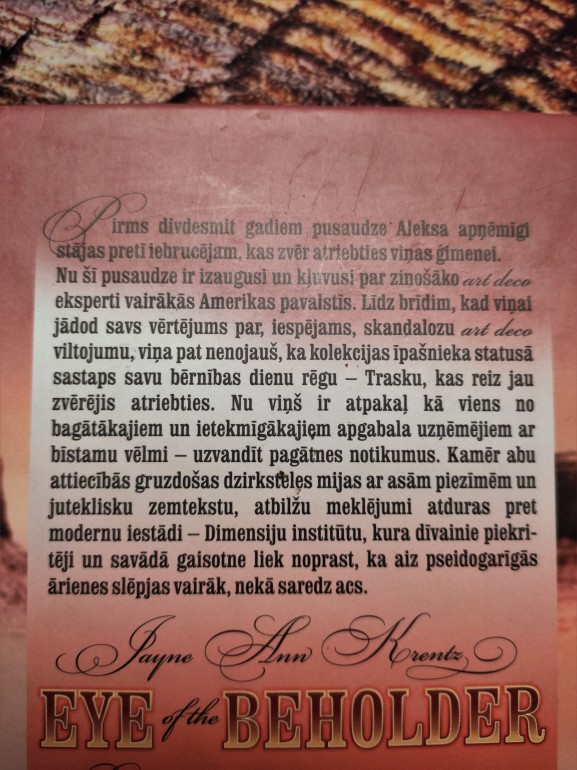 Pirms divdesmit gadiem pusaudze Aleksa apņēmīgi
stājas pretī iebrucējam, kas zvēr atriebties viņas ģimenei.
Nu šī pusaudze ir izaugusi un kļuvusi par zinošāko art deco
eksperti vairākās Amerikas pavalstīs. Līdz brīdim, kad viņai
jādod savs vērtējums par, iespējams, skandalozu art deco
viltojumu, viņa pat nenojauš, ka kolekcijas īpašnieka statusā
sastaps savu bērnības dienu rēgu – Trasku, kas reiz jau
zvērējis atriebties. Nu viņš ir atpakaļ kā viens no
bagātākajiem un ietekmīgākajiem apgabala uzņēmējiem ar
bīstamu vēlmi – uzvandīt pagātnes notikumus. Kamēr abu
attiecībās gruzdošas dzirksteles mijas ar asām piezīmēm un
juteklisku zemtekstu, atbilžu meklējumi atduras pret
modernu iestādi – Dimensiju institūtu, kura dīvainie piekri-
tēji un savādā gaisotne liek noprast, ka aiz pseidogarīgās
ārienes slēpjas vairāk, nekā saredz acs.
Jayne Ann Krentz
EYE of the BEHOLDER